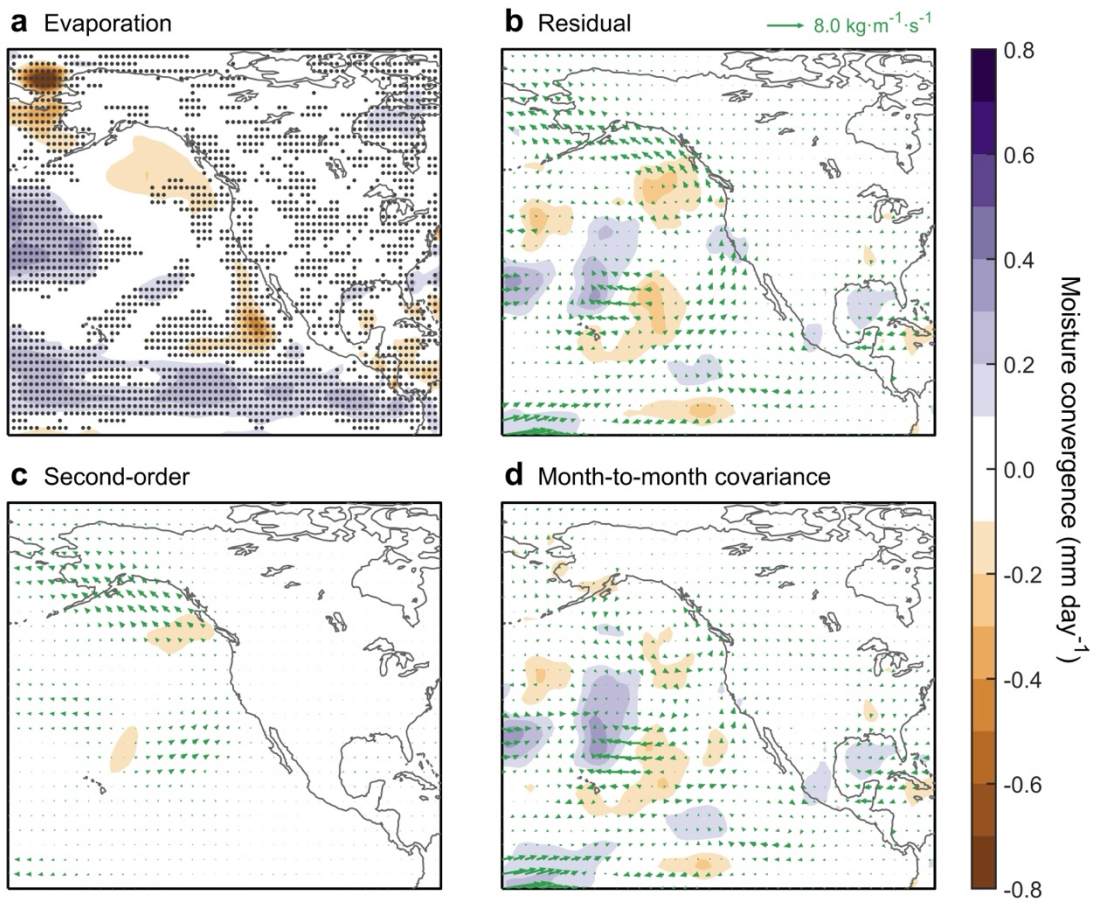 a Evaporation
b Residual
8.0 kg·m⁻¹·s⁻¹
c Second-order
d Month-to-month covariance
0.8
0.6
0.4
0.2
0.0
-0.2
-0.4
-0.6
-0.8
Moisture convergence (mm day⁻¹)